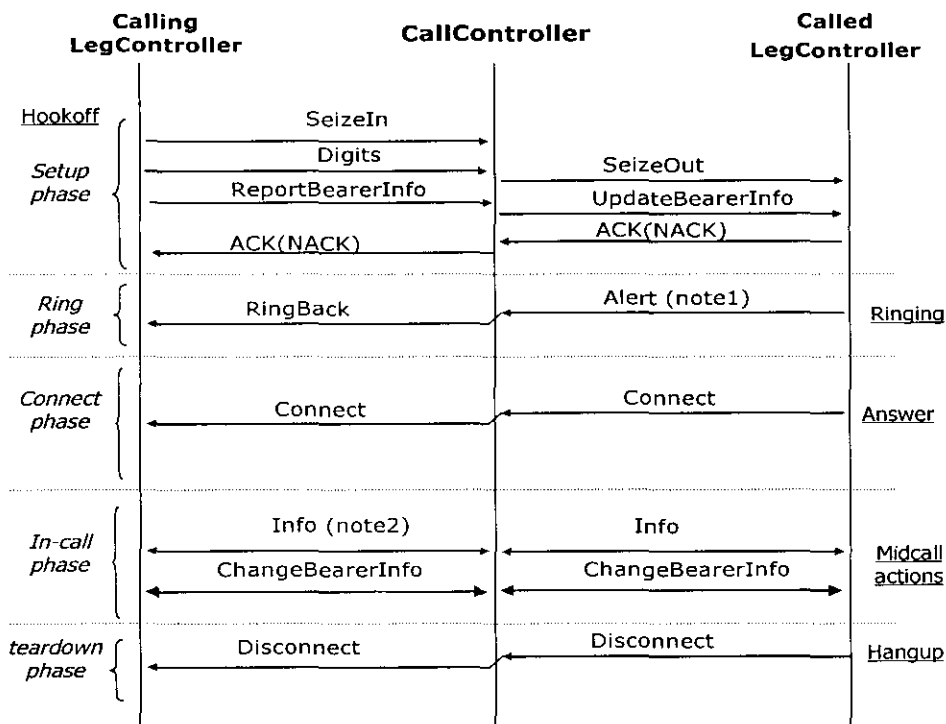 Calling
LegController
CallController
Called
LegController
Hookoff
SeizeIn
Setup
phase
Digits
SeizeOut
ReportBearerInfo
UpdateBearerInfo
ACK(NACK)
ACK(NACK)
Ring
phase
RingBack
Alert (note1)
Ringing
Connect
phase
Connect
Connect
Answer
In-call
phase
Info (note2)
Info
Midcall
actions
ChangeBearerInfo
ChangeBearerInfo
teardown
phase
Disconnect
Disconnect
Hangup